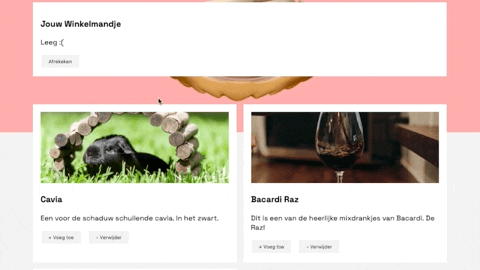 Jouw Winkelmandje
Leeg :(
Afrekeken
Cavia
Een voor de schaduw schuilende cavia. In het zwart.
+ Voeg toe
- Verwijder
Bacardi Raz
Dit is een van de heerlijke mixdrankjes van Bacardi. De
Raz!
+ Voeg toe
- Verwijder